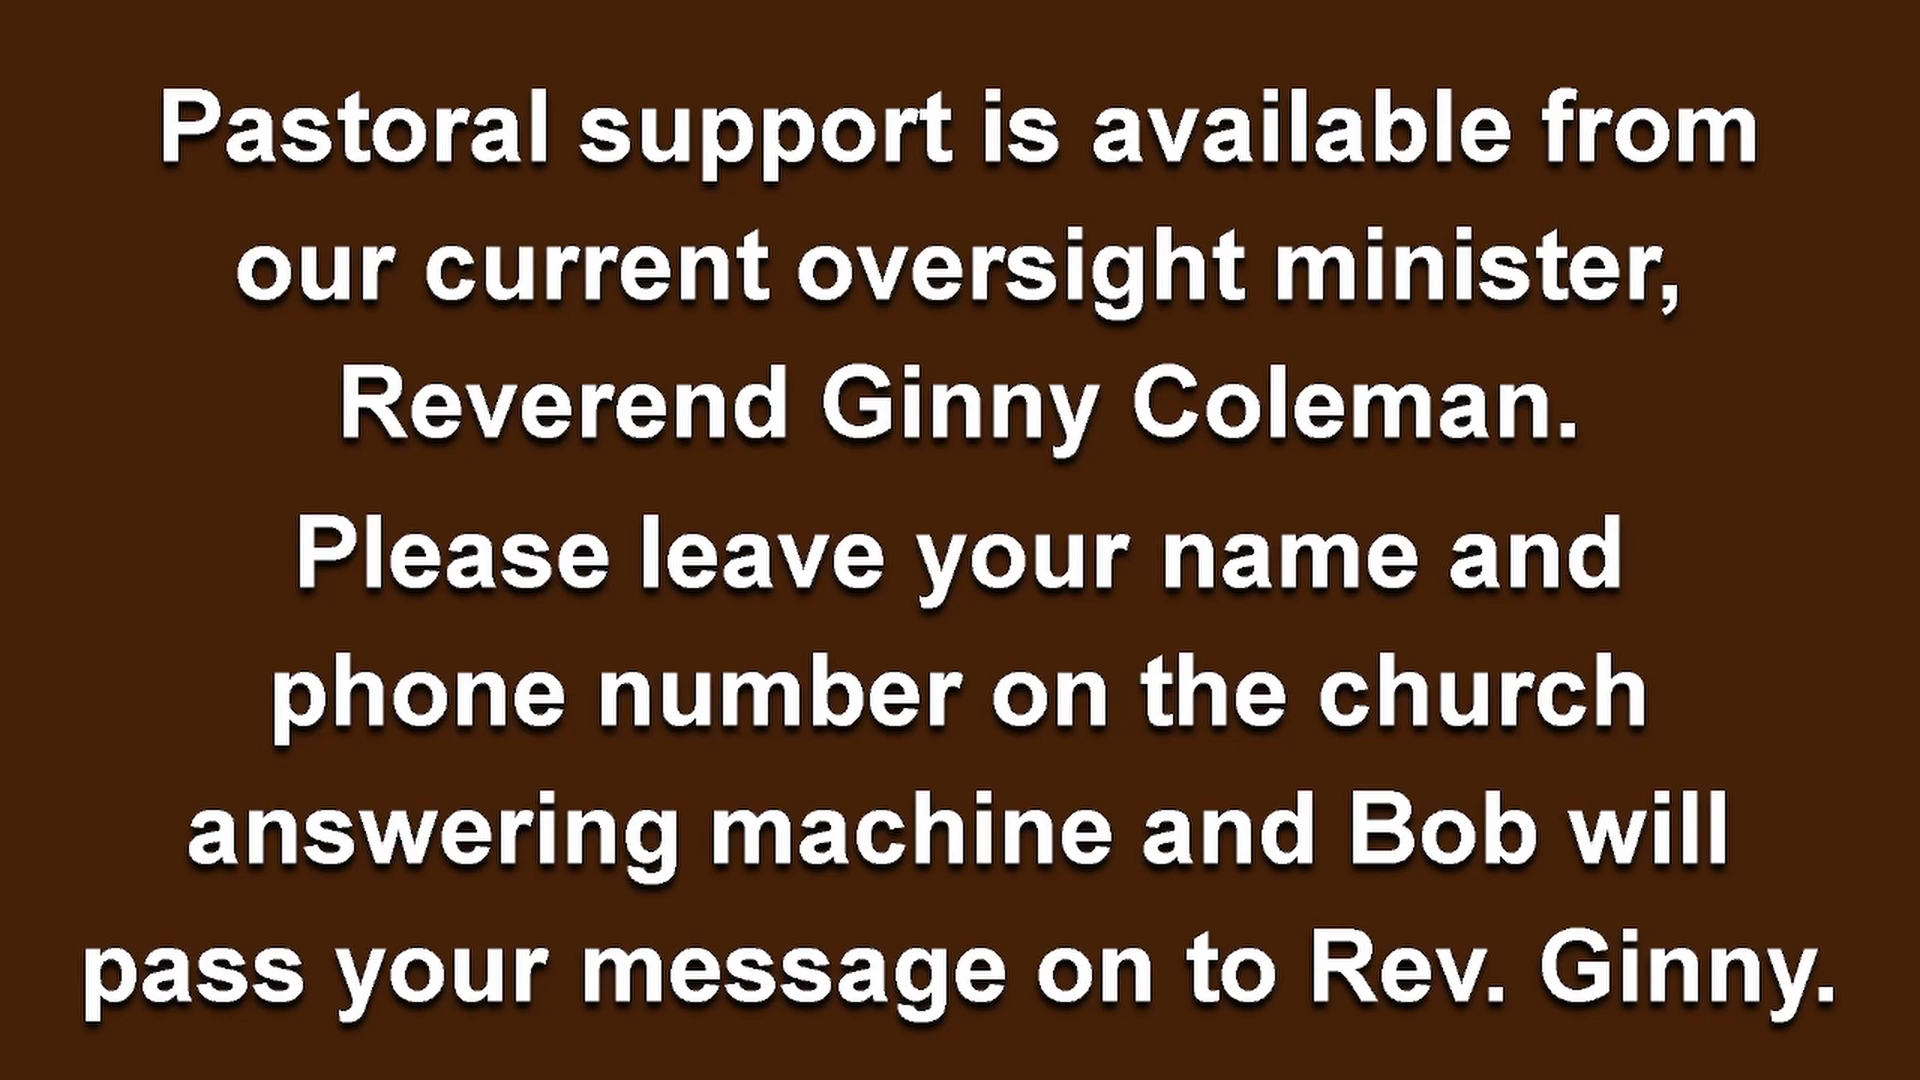 Pastoral support is available from
our current oversight minister,
Reverend Ginny Coleman.
Please leave your name and
phone number on the church
answering machine and Bob will
pass your message on to Rev. Ginny.